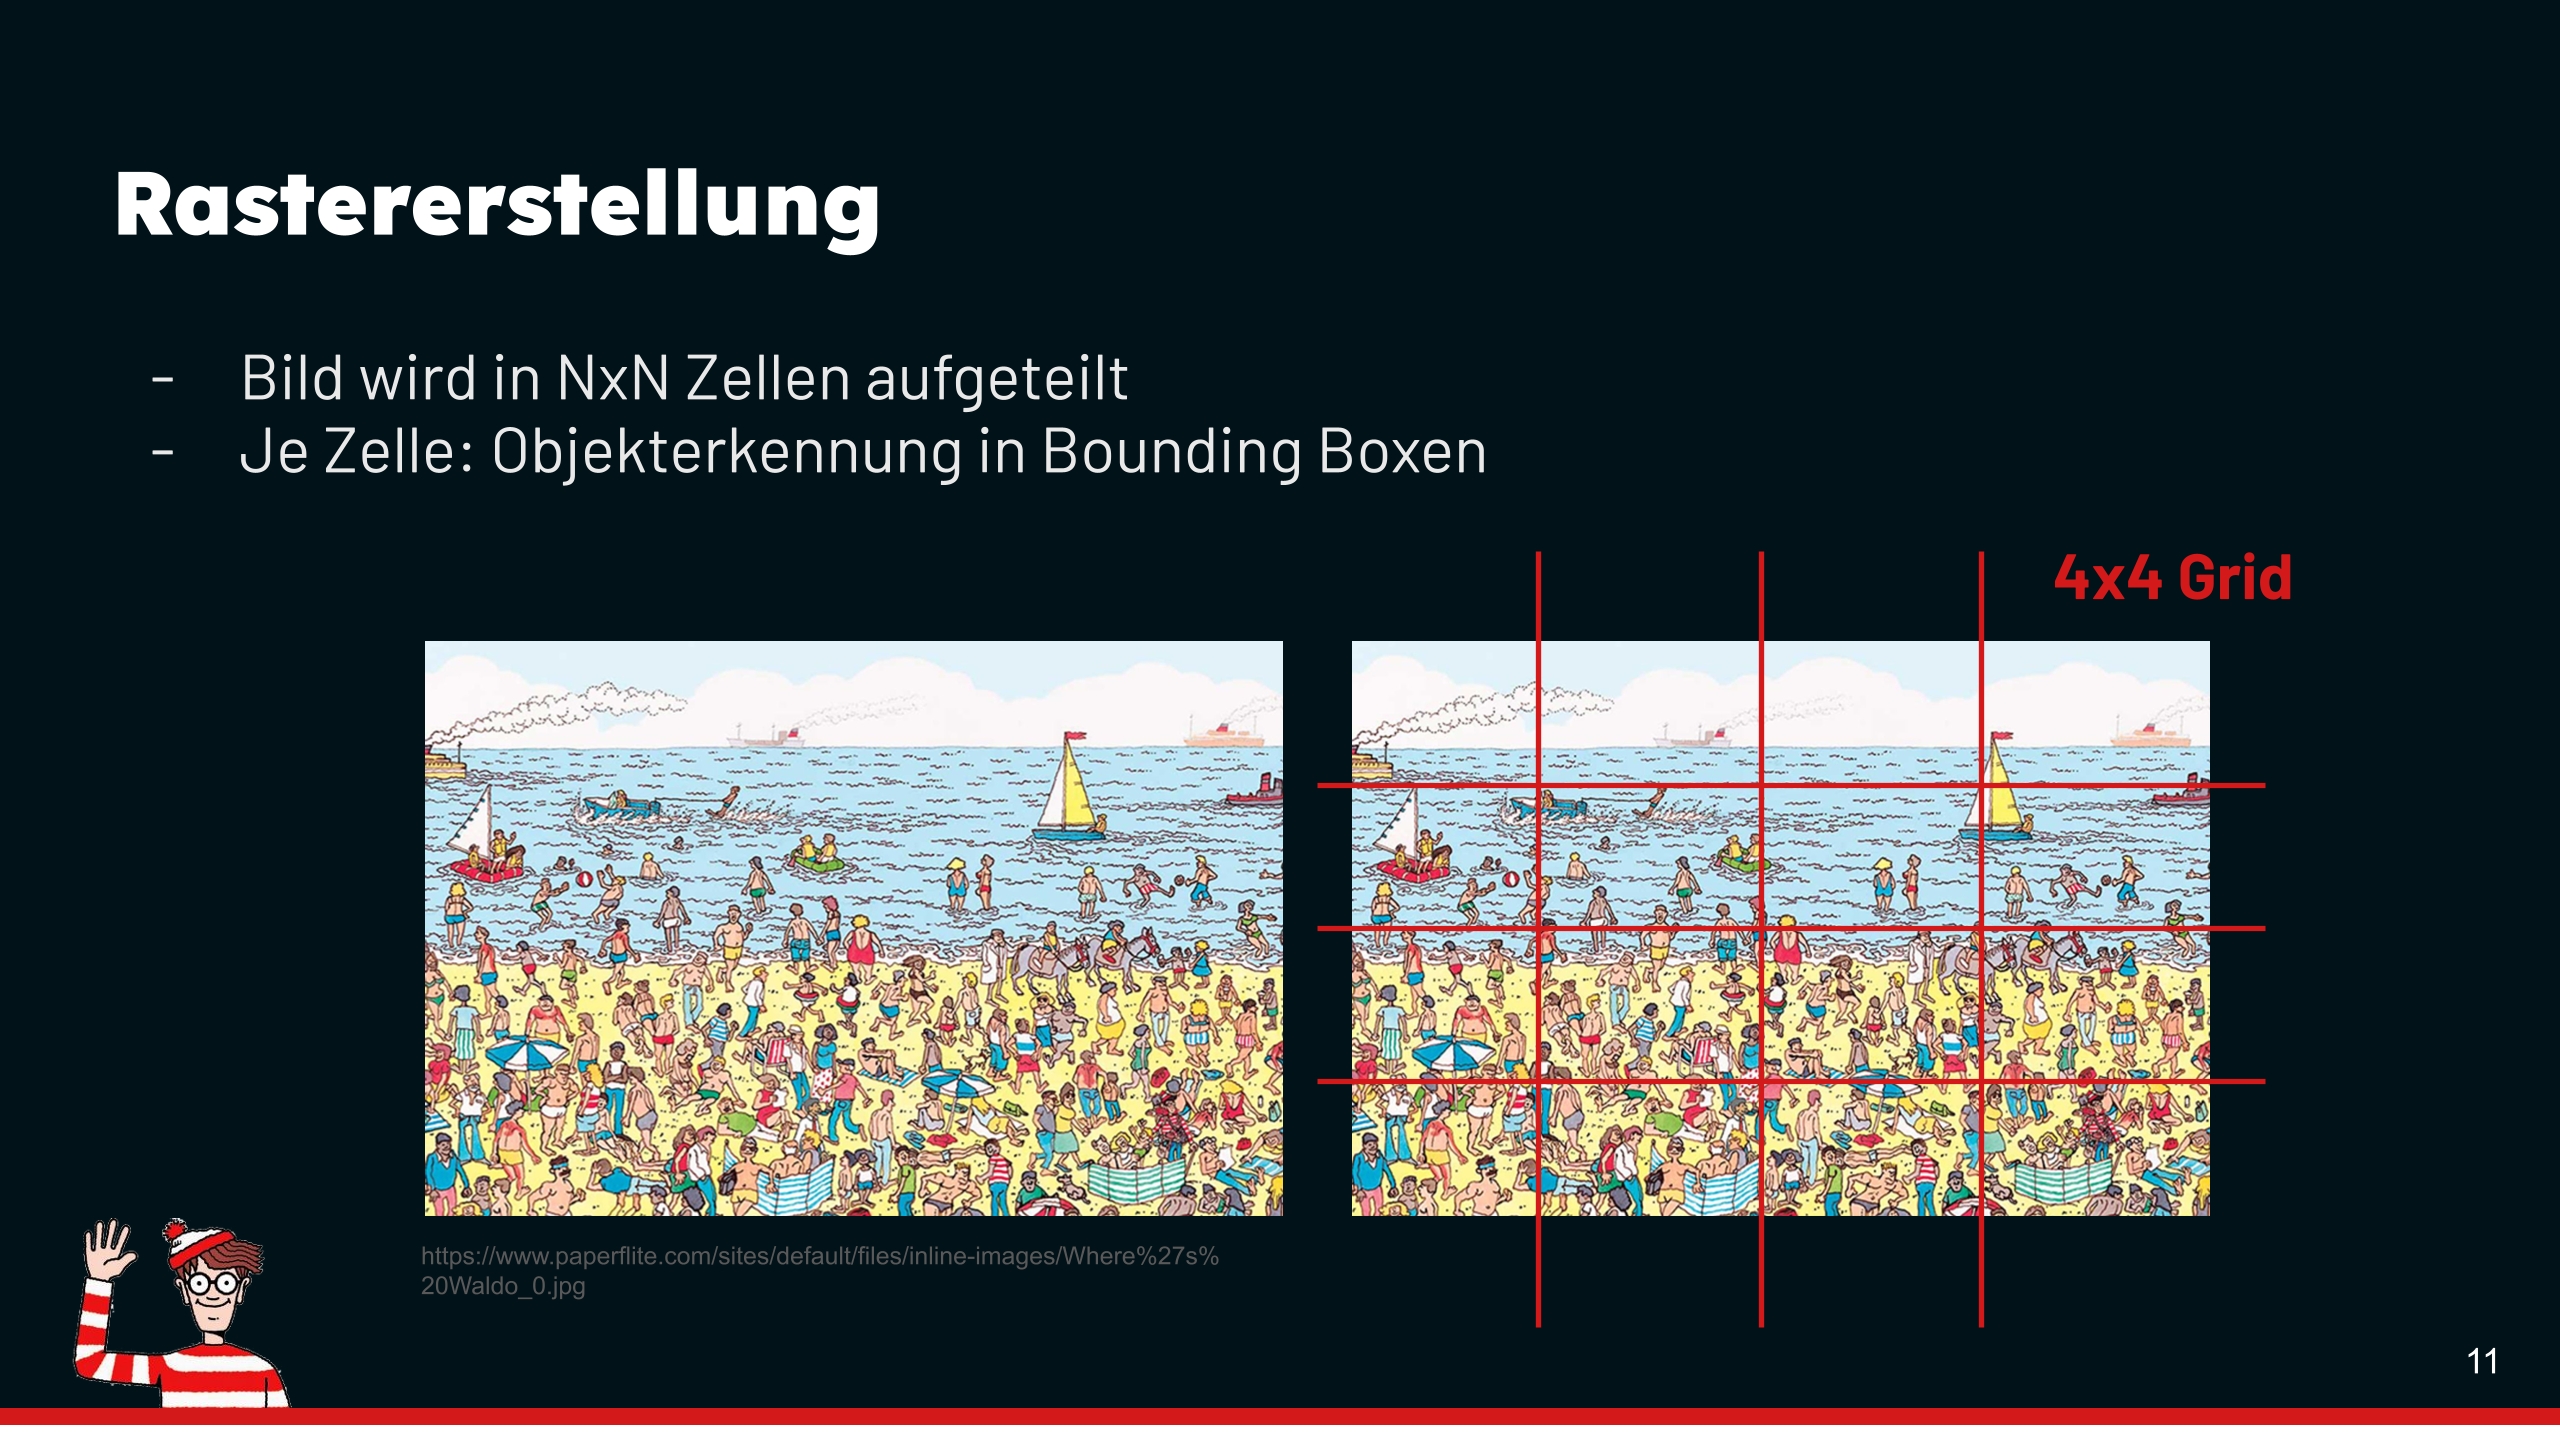 Rastererstellung
- Bild wird in NxN Zellen aufgeteilt
- Je Zelle: Objekterkennung in Bounding Boxen
4x4 Grid
https://www.paperflite.com/sites/default/files/inline-images/Where%27s%
20Waldo_0.jpg
11